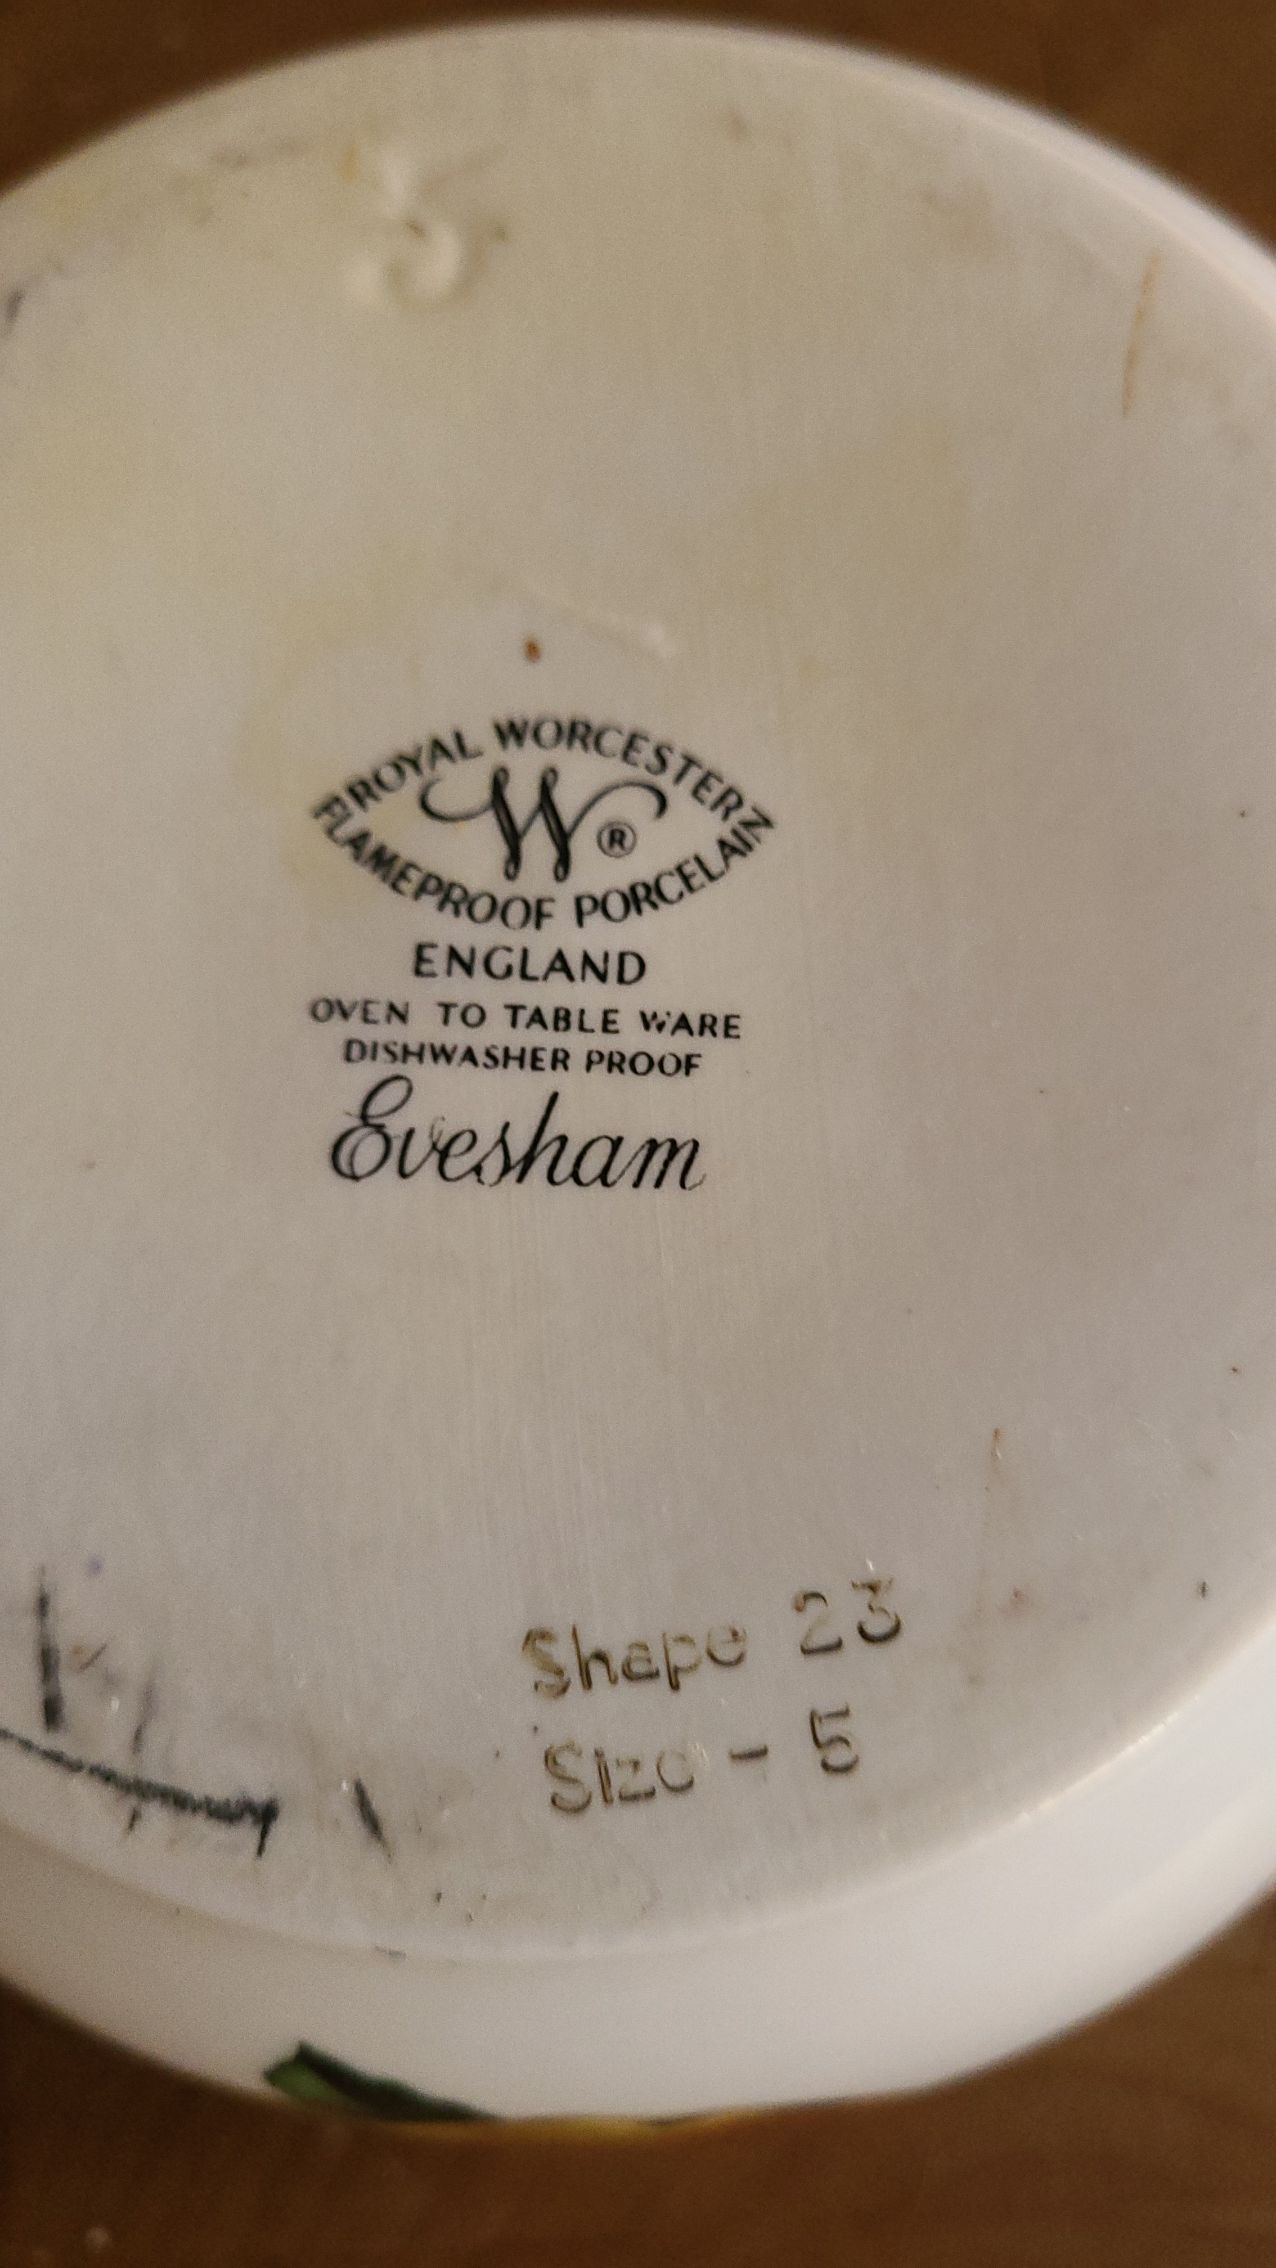 ROYAL WORCESTER
W®
FLAMEPROOF PORCELAIN
ENGLAND
OVEN TO TABLE WARE
DISHWASHER PROOF
Evesham
Shape 23
Size - 5